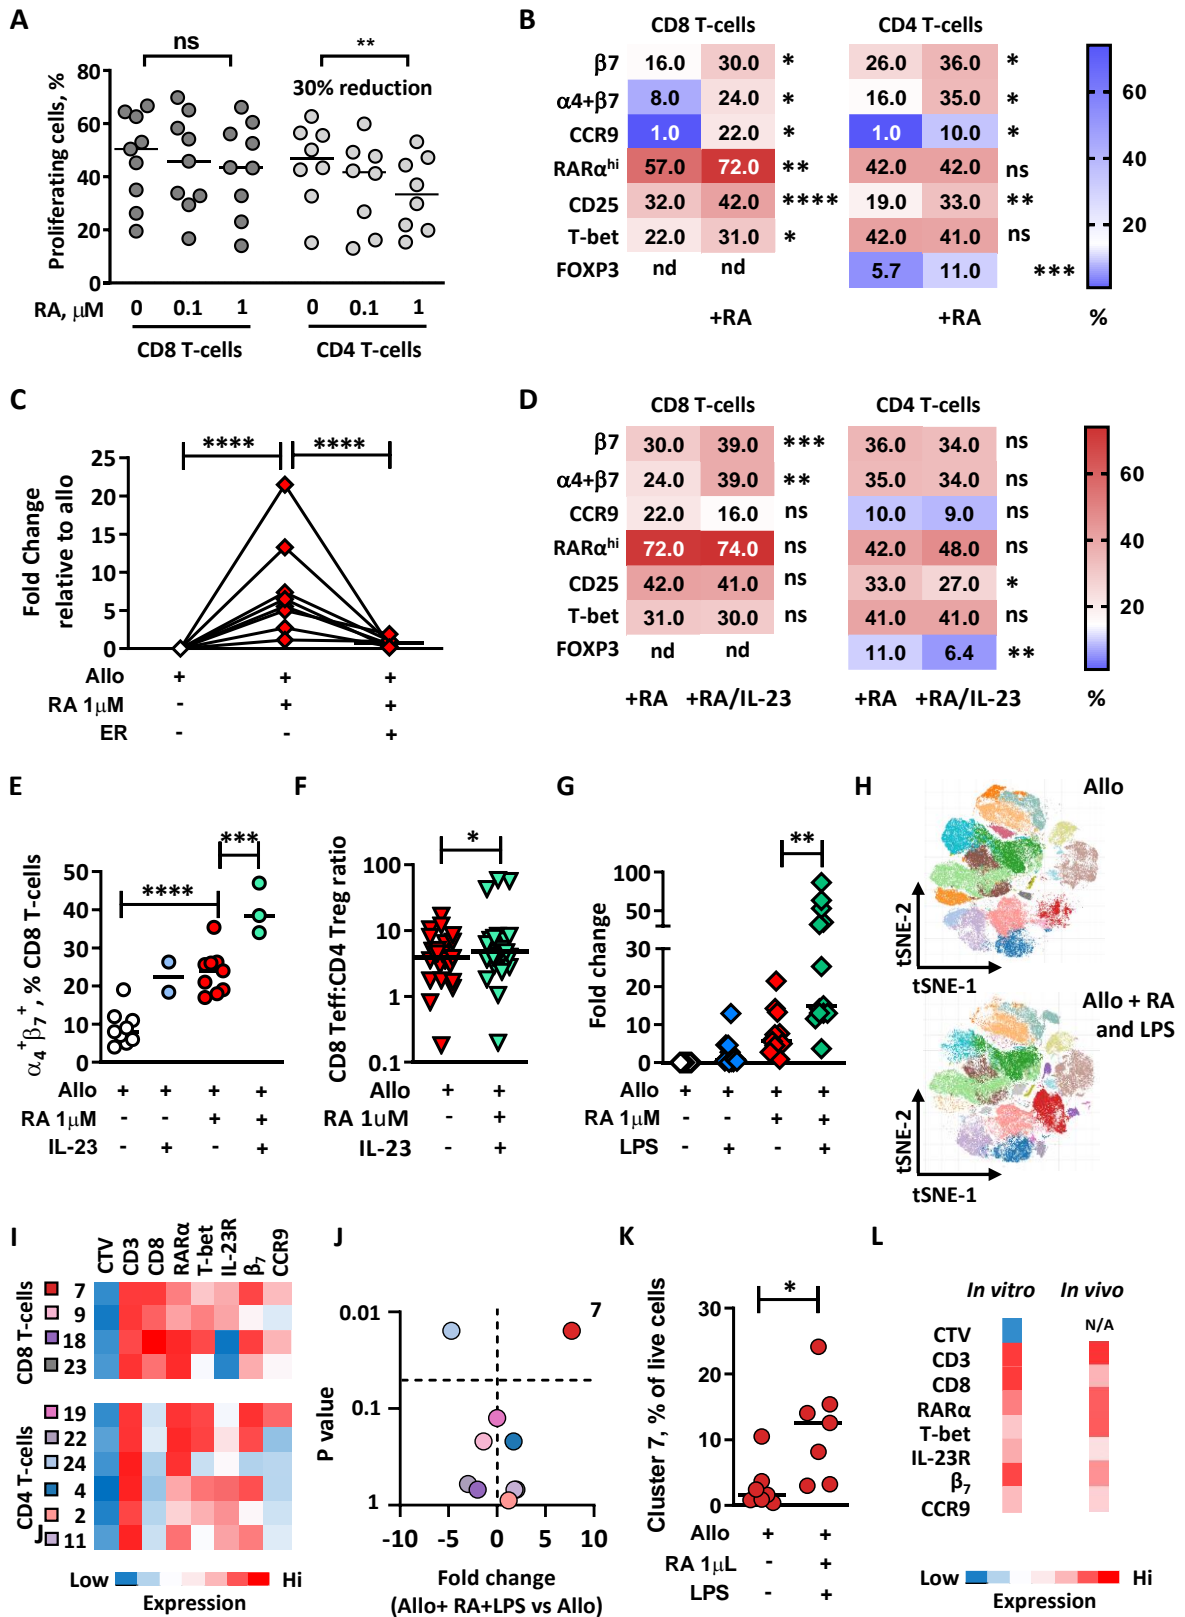 A
ns
**
30% reduction
Proliferating cells, %
80
60
40
20
0
RA, μM
0 0.1 1 0 0.1 1
CD8 T-cells CD4 T-cells
B
CD8 T-cells CD4 T-cells
β7 16.0 30.0 * 26.0 36.0 *
α4+β7 8.0 24.0 * 16.0 35.0 *
CCR9 1.0 22.0 * 1.0 10.0 *
RARα^hi 57.0 72.0 ** 42.0 42.0 ns
CD25 32.0 42.0 **** 19.0 33.0 **
T-bet 22.0 31.0 * 42.0 41.0 ns
FOXP3 nd nd 5.7 11.0 ***
+RA +RA %
60
40
20
C
**** ****
Fold Change
relative to allo
25
20
15
10
5
0
Allo + + +
RA 1μM - + +
ER - - +
D
CD8 T-cells CD4 T-cells
β7 30.0 39.0 *** 36.0 34.0 ns
α4+β7 24.0 39.0 ** 35.0 34.0 ns
CCR9 22.0 16.0 ns 10.0 9.0 ns
RARα^hi 72.0 74.0 ns 42.0 48.0 ns
CD25 42.0 41.0 ns 33.0 27.0 *
T-bet 31.0 30.0 ns 41.0 41.0 ns
FOXP3 nd nd 11.0 6.4 **
+RA +RA/IL-23 +RA +RA/IL-23 %
60
40
20
E
****
***
α4+β7+, % CD8 T-cells
50
40
30
20
10
0
Allo + + + +
RA 1μM - - + +
IL-23 - + - +
F
*
CD8 Teff:CD4 Treg ratio
100
10
1
0.1
Allo + +
RA 1uM - +
IL-23 - +
G
**
Fold change
100
50
20
10
0
Allo + + + +
RA 1μM - - + +
LPS - + - +
H
Allo
tSNE-2
tSNE-1
Allo + RA
and LPS
tSNE-2
tSNE-1
I
CTV CD3 CD8 RARα T-bet IL-23R β7 CCR9
CD8 T-cells
7
9
18
23
CD4 T-cells
19
22
24
4
2
11
J
Low Hi
Expression
J
7
P value
0.01
0.1
1
-10 -5 0 5 10
Fold change
(Allo+ RA+LPS vs Allo)
K
*
Cluster 7, % of live cells
30
20
10
0
Allo + +
RA 1μL - +
LPS - +
L
In vitro In vivo
CTV N/A
CD3
CD8
RARα
T-bet
IL-23R
β7
CCR9
Low Hi
Expression